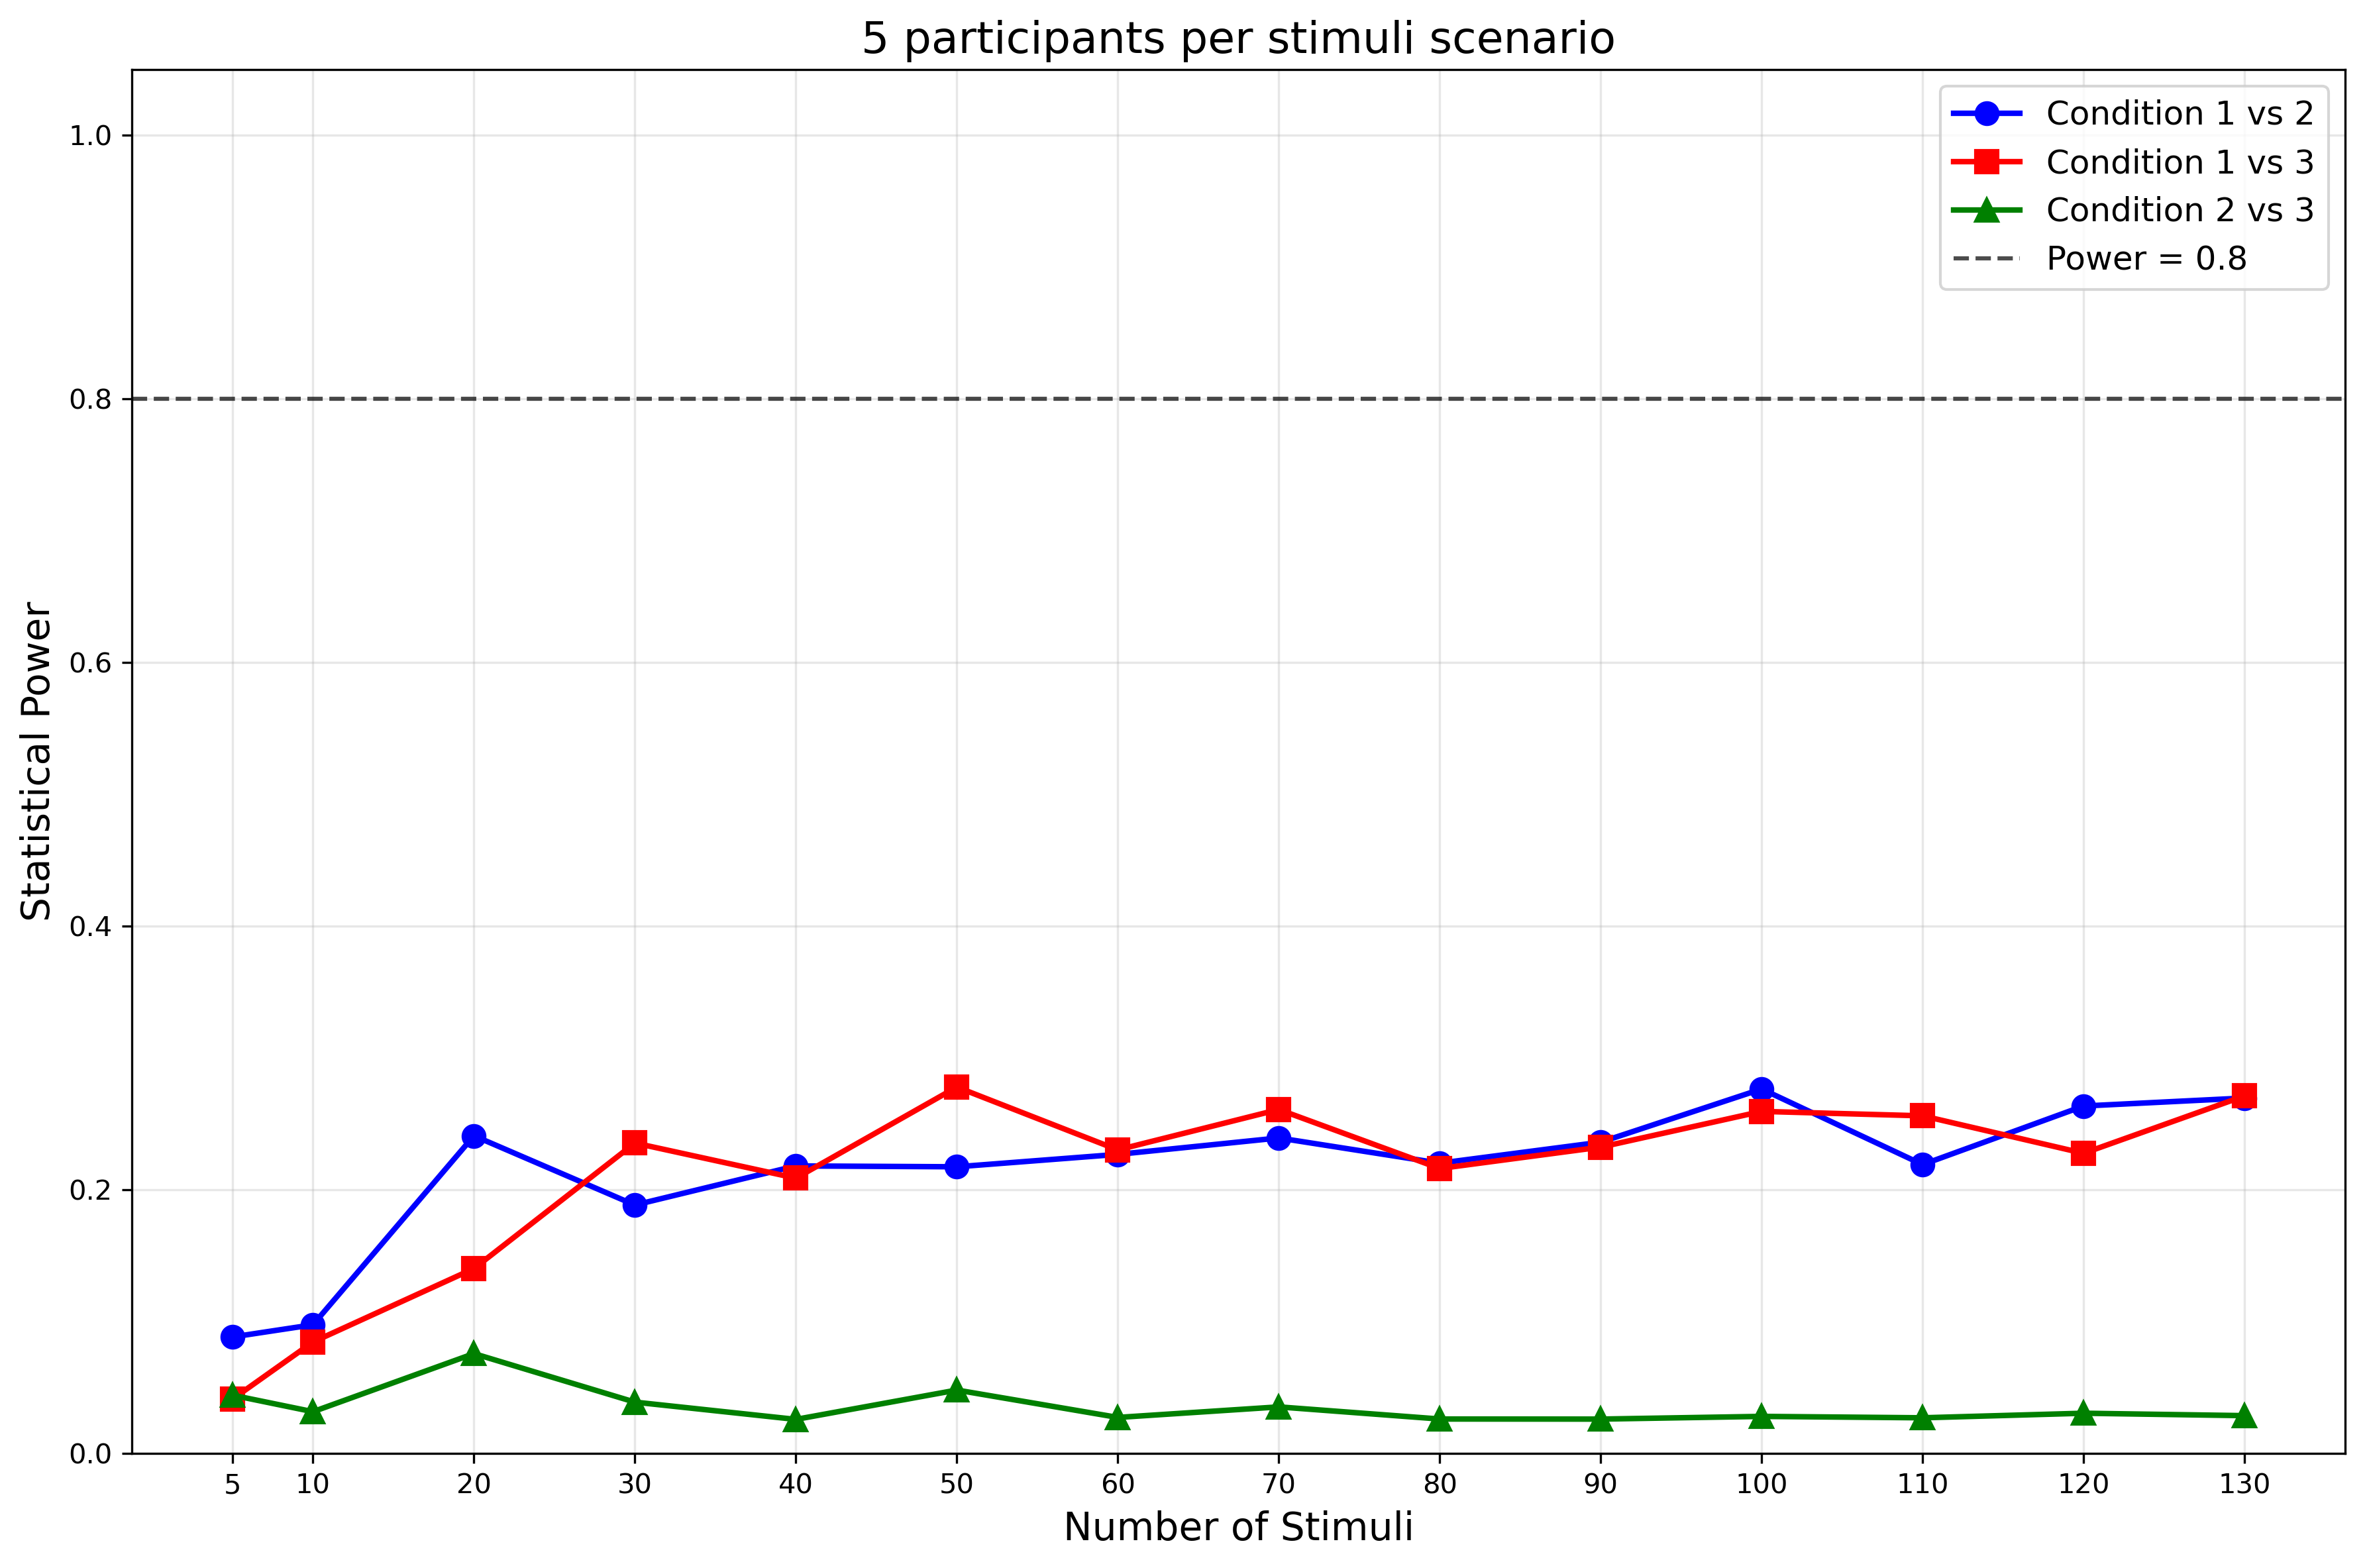 5 participants per stimuli scenario
Condition 1 vs 2
Condition 1 vs 3
Condition 2 vs 3
Power = 0.8
Statistical Power
1.0
0.8
0.6
0.4
0.2
0.0
5 10 20 30 40 50 60 70 80 90 100 110 120 130
Number of Stimuli